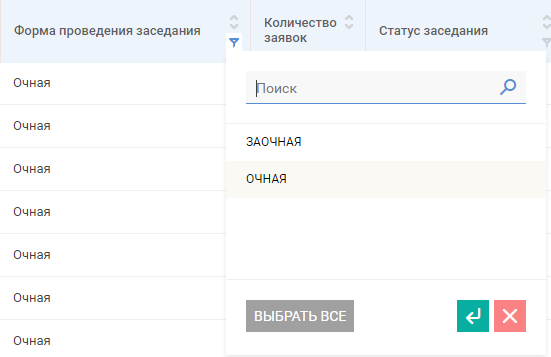 Форма проведения заседания
Количество
заявок
Статус заседания
Очная
Поиск
Очная
ЗАОЧНАЯ
Очная
ОЧНАЯ
Очная
Очная
Очная
ВЫБРАТЬ ВСЕ
Очная